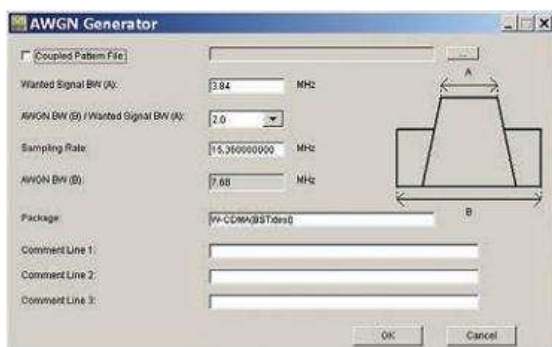 AWGN Generator
Coupled Pattern File:
...
A
Wanted Signal BW (A):
3.84
MHz
AWGN BW (B) / Wanted Signal BW (A):
2.0
Sampling Rate:
15.360000000
MHz
AWGN BW (B):
7.68
MHz
B
Package:
Comment Line 1:
Comment Line 2:
Comment Line 3:
OK
Cancel